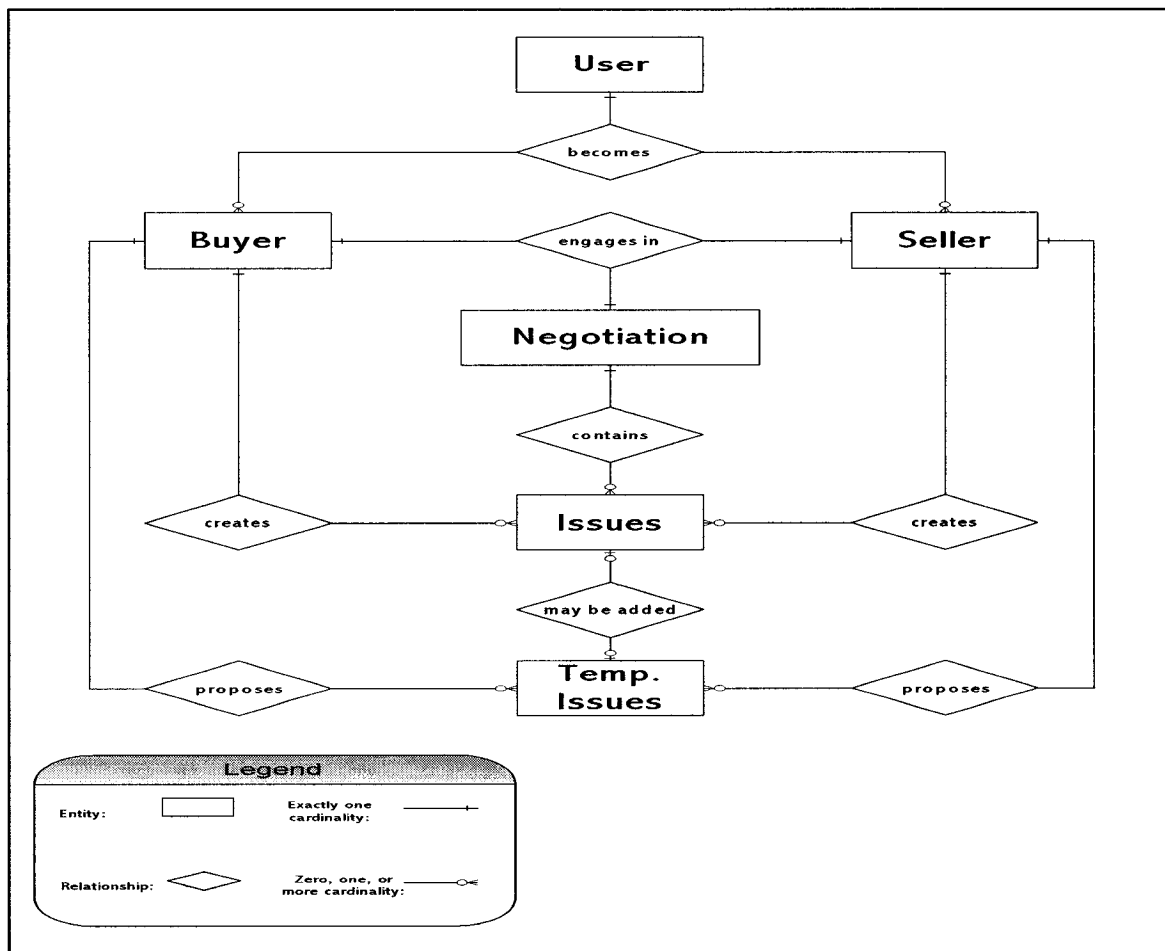 User
becomes
Buyer
engages in
Seller
Negotiation
contains
creates
Issues
creates
may be added
proposes
Temp.
Issues
proposes
Legend
Entity:
Exactly one
cardinality:
Relationship:
Zero, one, or
more cardinality: